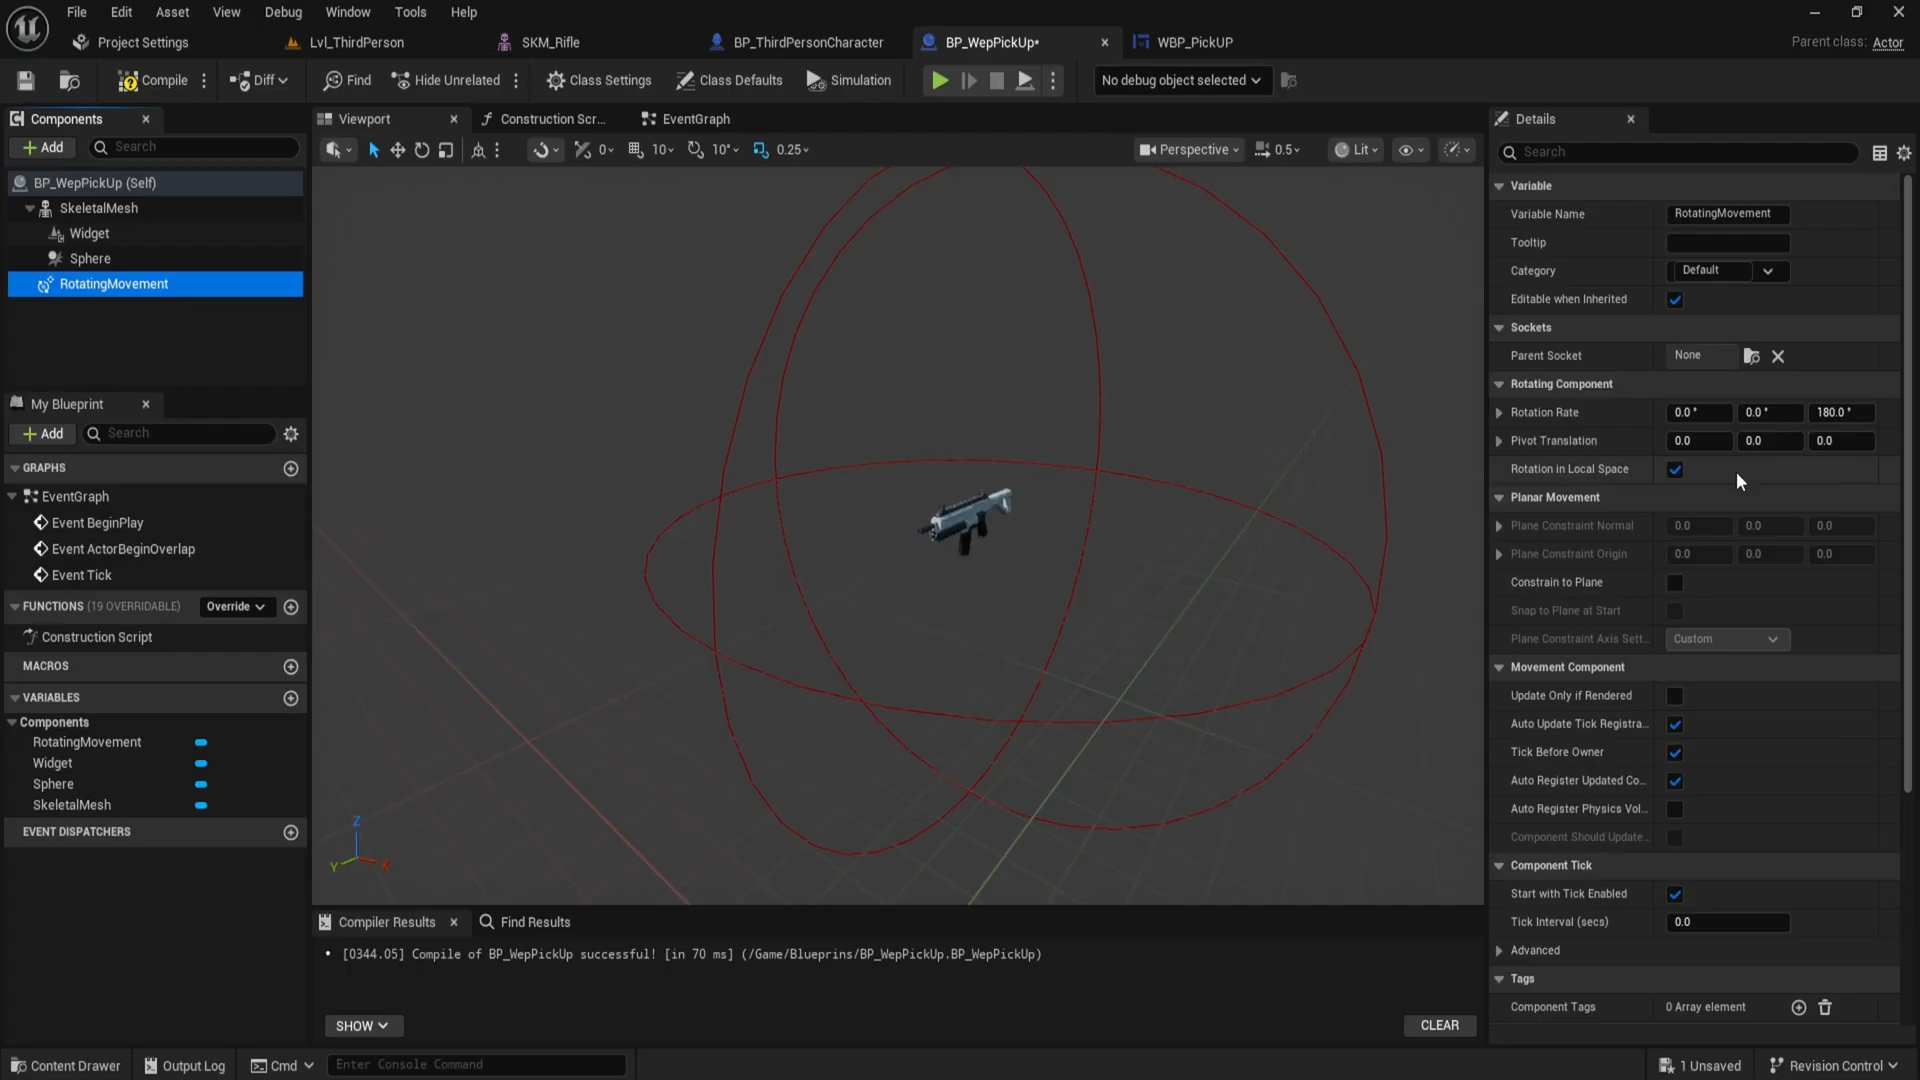 File Edit Asset View Debug Window Tools Help
Project Settings Lvl_ThirdPerson SKM_Rifle BP_ThirdPersonCharacter BP_WepPickUp* WBP_PickUP Parent class: Actor
Compile Diff Find Hide Unrelated Class Settings Class Defaults Simulation No debug object selected
Components Viewport Construction Scr... EventGraph Details
Add Search 0 10 10° 0.25 Perspective 0.5 Lit Search
BP_WepPickUp (Self)
SkeletalMesh
Widget
Sphere
RotatingMovement
My Blueprint
Add Search
GRAPHS
EventGraph
Event BeginPlay
Event ActorBeginOverlap
Event Tick
FUNCTIONS (19 OVERRIDABLE) Override
Construction Script
MACROS
VARIABLES
Components
RotatingMovement
Widget
Sphere
SkeletalMesh
EVENT DISPATCHERS
Z
Y X
Compiler Results Find Results
• [0344.05] Compile of BP_WepPickUp successful! [in 70 ms] (/Game/Blueprins/BP_WepPickUp.BP_WepPickUp)
SHOW CLEAR
Variable
Variable Name RotatingMovement
Tooltip
Category Default
Editable when Inherited
Sockets
Parent Socket None
Rotating Component
Rotation Rate 0.0 ° 0.0 ° 180.0 °
Pivot Translation 0.0 0.0 0.0
Rotation in Local Space
Planar Movement
Plane Constraint Normal 0.0 0.0 0.0
Plane Constraint Origin 0.0 0.0 0.0
Constrain to Plane
Snap to Plane at Start
Plane Constraint Axis Sett... Custom
Movement Component
Update Only if Rendered
Auto Update Tick Registra...
Tick Before Owner
Auto Register Updated Co...
Auto Register Physics Vol...
Component Should Update...
Component Tick
Start with Tick Enabled
Tick Interval (secs) 0.0
Advanced
Tags
Component Tags 0 Array element
Content Drawer Output Log Cmd Enter Console Command 1 Unsaved Revision Control